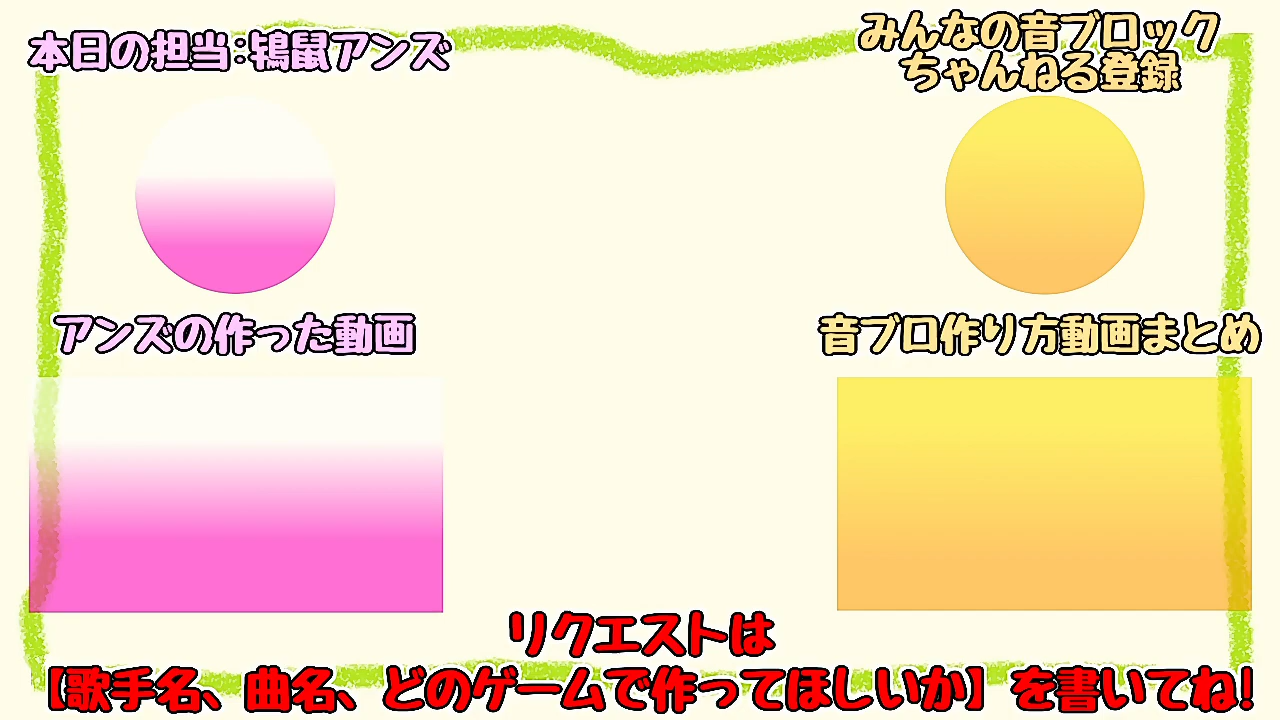 本日の担当:鴇鼠アンズ
みんなの音ブロック
ちゃんねる登録
アンズの作った動画
音ブロ作り方動画まとめ
リクエストは
【歌手名、曲名、どのゲームで作ってほしいか】を書いてね!